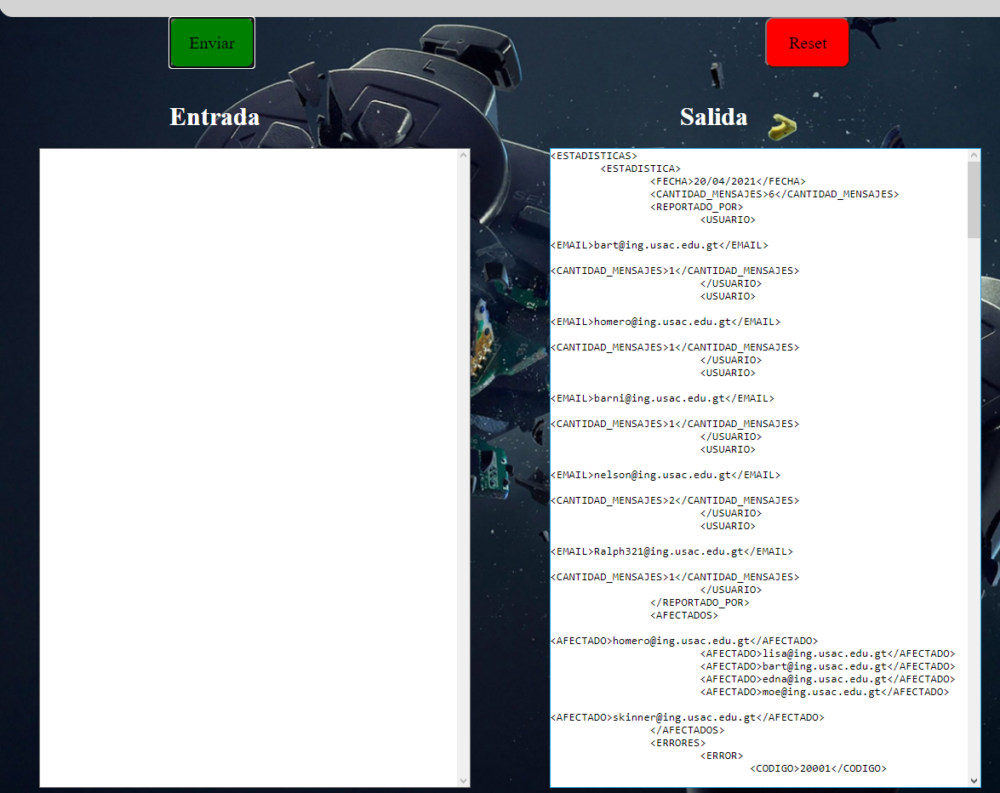 Enviar
Reset
Entrada
Salida
<ESTADISTICAS>
<ESTADISTICA>
<FECHA>20/04/2021</FECHA>
<CANTIDAD_MENSAJES>6</CANTIDAD_MENSAJES>
<REPORTADO_POR>
<USUARIO>
<EMAIL>bart@ing.usac.edu.gt</EMAIL>
<CANTIDAD_MENSAJES>1</CANTIDAD_MENSAJES>
</USUARIO>
<USUARIO>
<EMAIL>homero@ing.usac.edu.gt</EMAIL>
<CANTIDAD_MENSAJES>1</CANTIDAD_MENSAJES>
</USUARIO>
<USUARIO>
<EMAIL>barni@ing.usac.edu.gt</EMAIL>
<CANTIDAD_MENSAJES>1</CANTIDAD_MENSAJES>
</USUARIO>
<USUARIO>
<EMAIL>nelson@ing.usac.edu.gt</EMAIL>
<CANTIDAD_MENSAJES>2</CANTIDAD_MENSAJES>
</USUARIO>
<USUARIO>
<EMAIL>Ralph321@ing.usac.edu.gt</EMAIL>
<CANTIDAD_MENSAJES>1</CANTIDAD_MENSAJES>
</USUARIO>
</REPORTADO_POR>
<AFECTADOS>
<AFECTADO>homero@ing.usac.edu.gt</AFECTADO>
<AFECTADO>lisa@ing.usac.edu.gt</AFECTADO>
<AFECTADO>bart@ing.usac.edu.gt</AFECTADO>
<AFECTADO>edna@ing.usac.edu.gt</AFECTADO>
<AFECTADO>moe@ing.usac.edu.gt</AFECTADO>
<AFECTADO>skinner@ing.usac.edu.gt</AFECTADO>
</AFECTADOS>
<ERRORES>
<ERROR>
<CODIGO>20001</CODIGO>